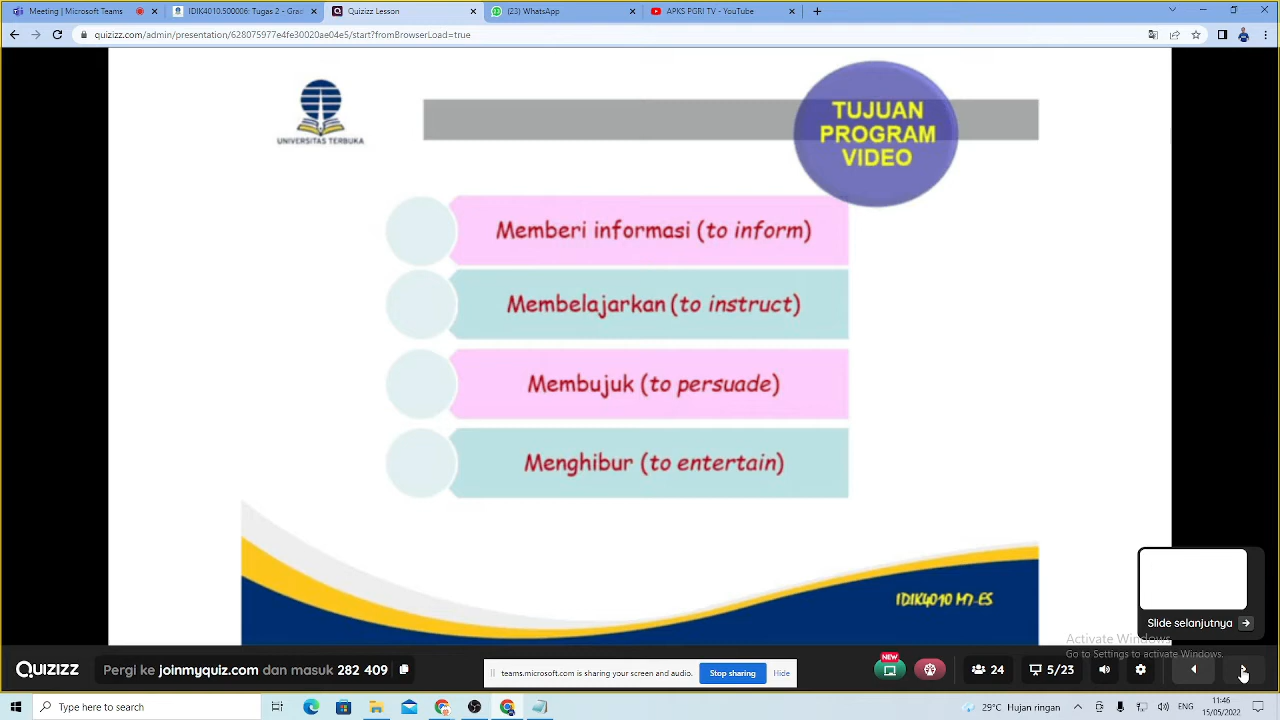 Meeting | Microsoft Teams
IDIK4010.500006: Tugas 2 - Grad
Quizizz Lesson
(23) WhatsApp
APKS PGRI TV - YouTube
quizizz.com/admin/presentation/628075977e4fe30020ae04e5/start?fromBrowserLoad=true
UNIVERSITAS TERBUKA
TUJUAN
PROGRAM
VIDEO
Memberi informasi (to inform)
Membelajarkan (to instruct)
Membujuk (to persuade)
Menghibur (to entertain)
IDIK4010 M7-ES
Slide selanjutnya
Activate Windows
Go to Settings to activate Windows.
Quizizz
Pergi ke joinmyquiz.com dan masuk 282 409
teams.microsoft.com is sharing your screen and audio.
Stop sharing
Hide
NEW
24
5/23
Type here to search
29°C Hujan ringan
ENG
11:46
15/05/2022